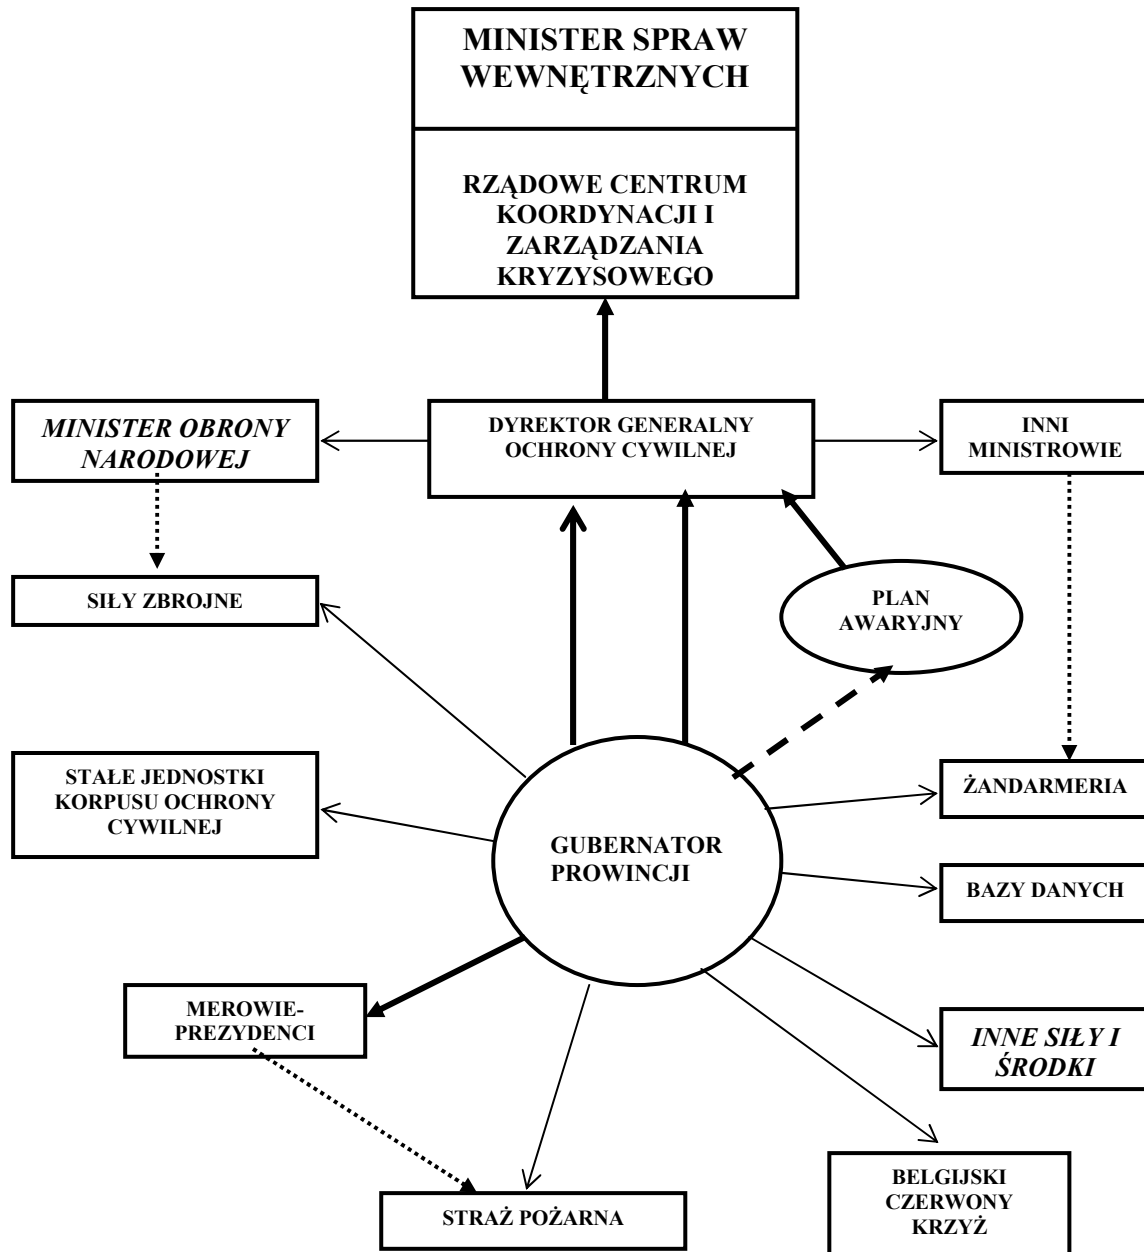 MINISTER SPRAW
WEWNĘTRZNYCH
RZĄDOWE CENTRUM
KOORDYNACJI I
ZARZĄDZANIA
KRYZYSOWEGO
MINISTER OBRONY
NARODOWEJ
DYREKTOR GENERALNY
OCHRONY CYWILNEJ
INNI
MINISTROWIE
SIŁY ZBROJNE
PLAN
AWARYJNY
STAŁE JEDNOSTKI
KORPUSU OCHRONY
CYWILNEJ
GUBERNATOR
PROWINCJI
ŻANDARMERIA
BAZY DANYCH
MEROWIE-
PREZYDENCI
INNE SIŁY I
ŚRODKI
STRAŻ POŻARNA
BELGIJSKI
CZERWONY
KRZYŻ